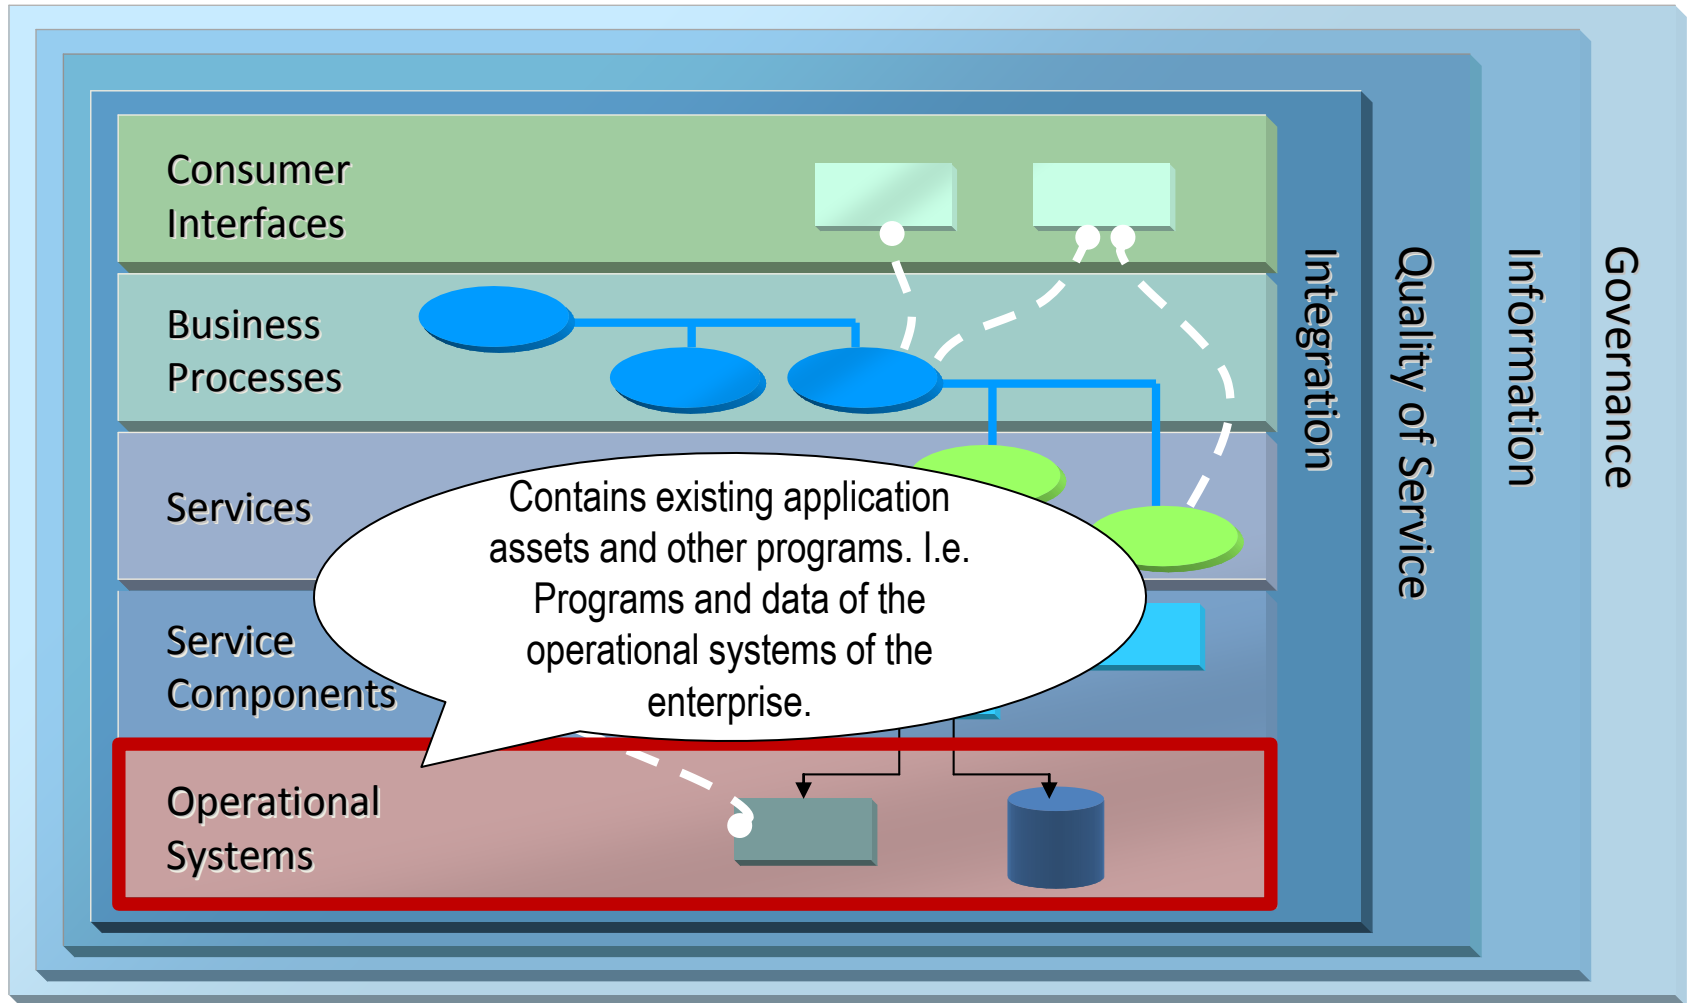 Consumer
Interfaces
Business
Processes
Services
Service
Components
Operational
Systems
Contains existing application
assets and other programs. I.e.
Programs and data of the
operational systems of the
enterprise.
Integration
Quality of Service
Information
Governance